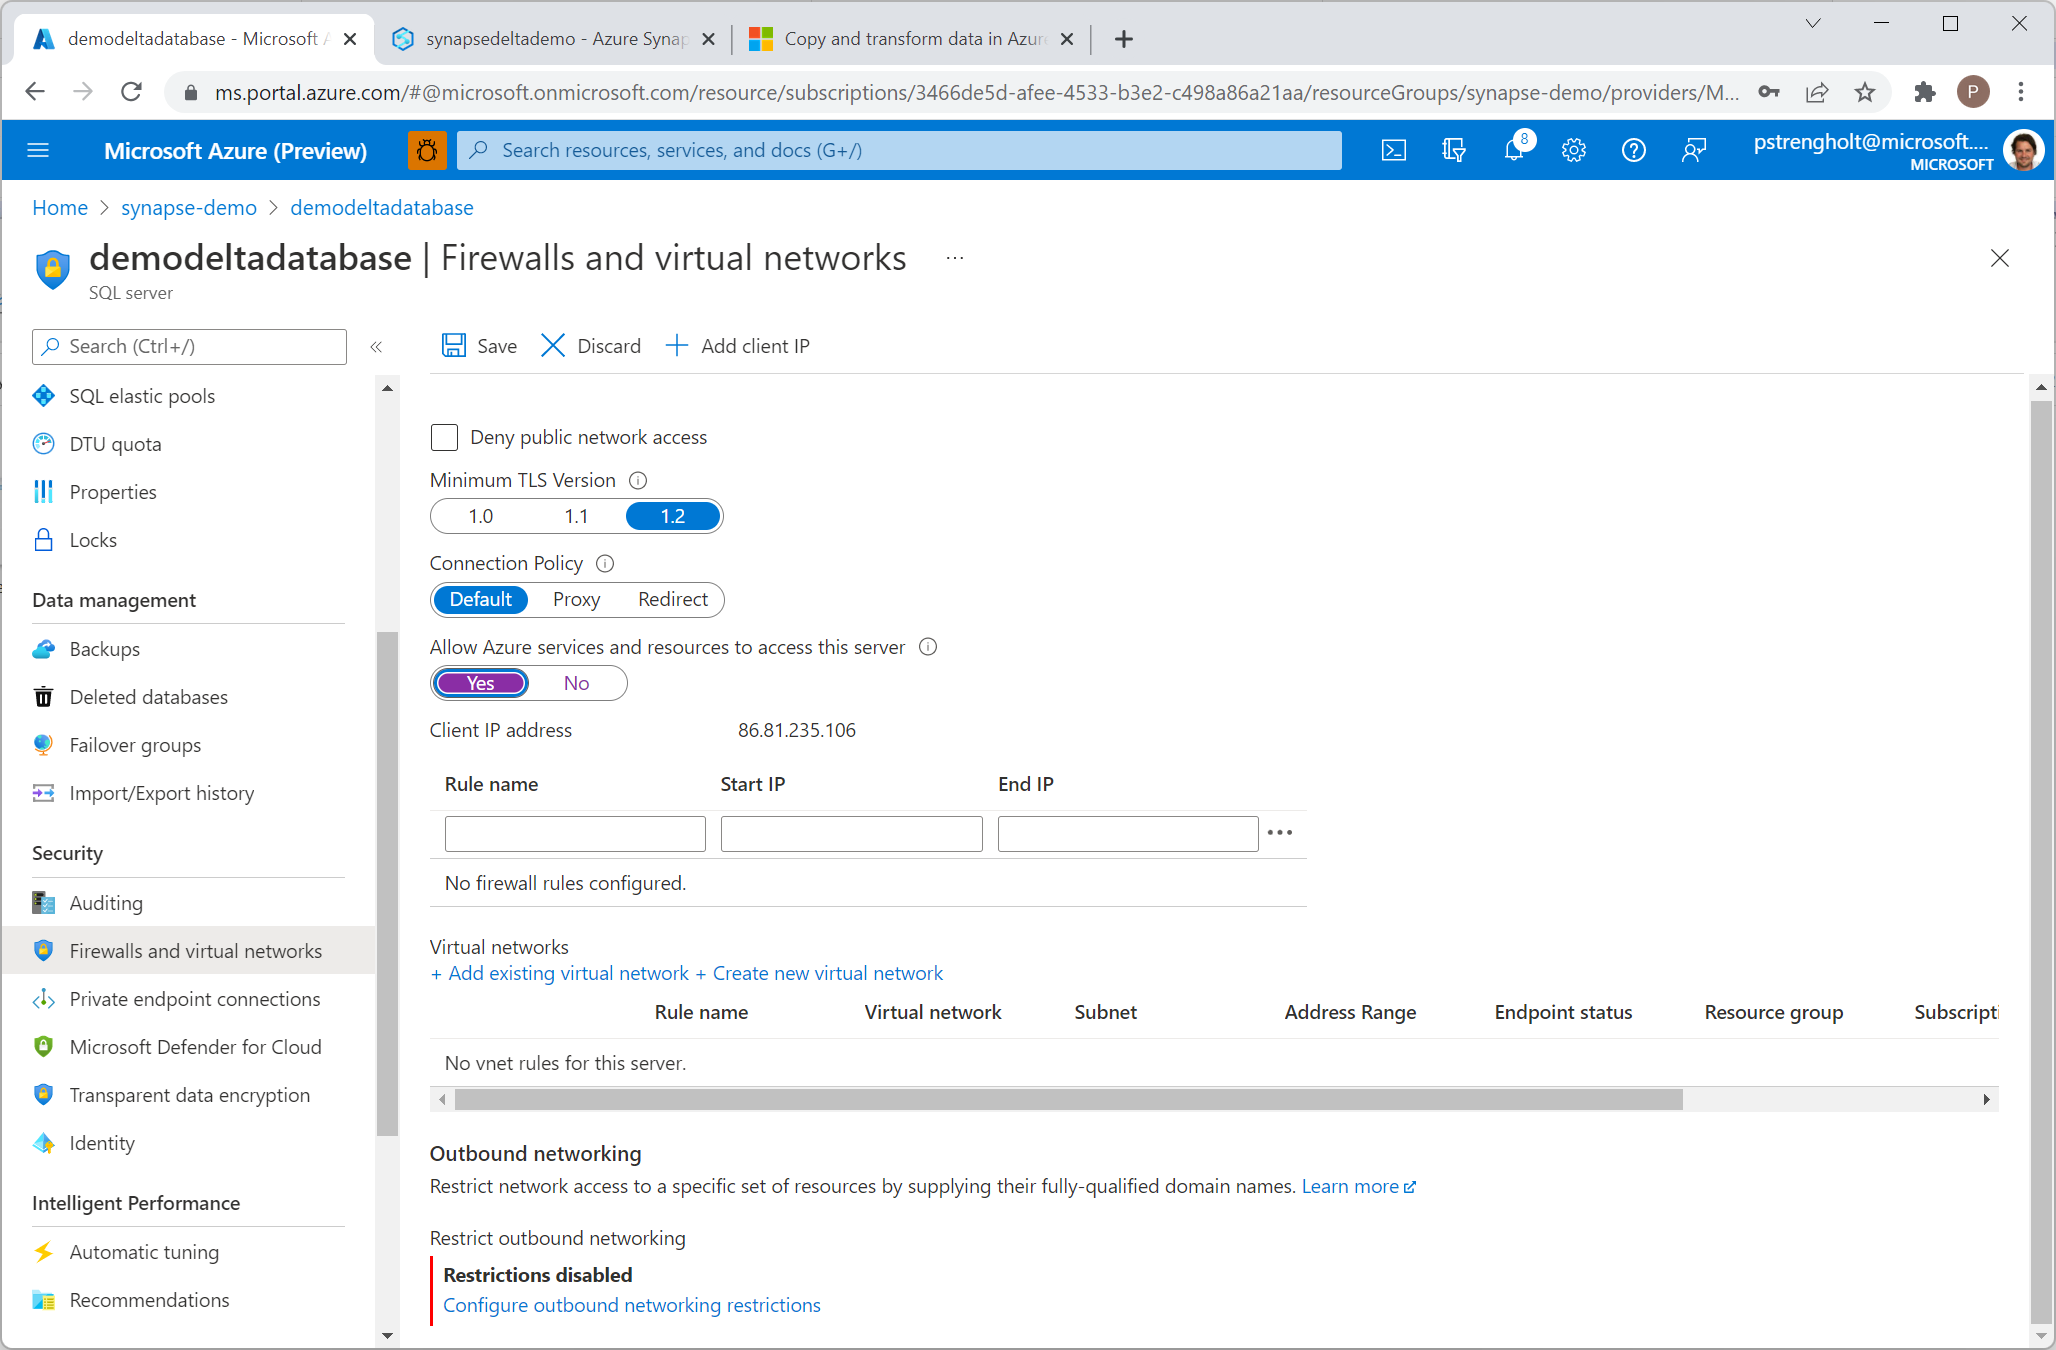 demodeltadatabase - Microsoft A
synapsedeltademo - Azure Synap
Copy and transform data in Azur
ms.portal.azure.com/#@microsoft.onmicrosoft.com/resource/subscriptions/3466de5d-afee-4533-b3e2-c498a86a21aa/resourceGroups/synapse-demo/providers/M...
P
Microsoft Azure (Preview)
Search resources, services, and docs (G+/)
8
pstrengholt@microsoft....
MICROSOFT
Home > synapse-demo > demodeltadatabase
demodeltadatabase | Firewalls and virtual networks ...
SQL server
Search (Ctrl+/)
«
Save
Discard
Add client IP
SQL elastic pools
DTU quota
Properties
Locks
Data management
Backups
Deleted databases
Failover groups
Import/Export history
Security
Auditing
Firewalls and virtual networks
Private endpoint connections
Microsoft Defender for Cloud
Transparent data encryption
Identity
Intelligent Performance
Automatic tuning
Recommendations
Deny public network access
Minimum TLS Version
1.0 1.1 1.2
Connection Policy
Default Proxy Redirect
Allow Azure services and resources to access this server
Yes No
Client IP address 86.81.235.106
Rule name Start IP End IP
No firewall rules configured.
Virtual networks
+ Add existing virtual network + Create new virtual network
Rule name Virtual network Subnet Address Range Endpoint status Resource group Subscripti
No vnet rules for this server.
Outbound networking
Restrict network access to a specific set of resources by supplying their fully-qualified domain names. Learn more
Restrict outbound networking
Restrictions disabled
Configure outbound networking restrictions